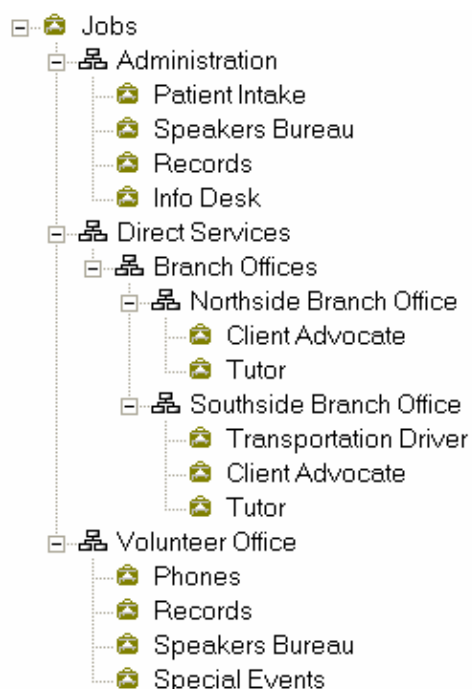 Jobs
Administration
Patient Intake
Speakers Bureau
Records
Info Desk
Direct Services
Branch Offices
Northside Branch Office
Client Advocate
Tutor
Southside Branch Office
Transportation Driver
Client Advocate
Tutor
Volunteer Office
Phones
Records
Speakers Bureau
Special Events